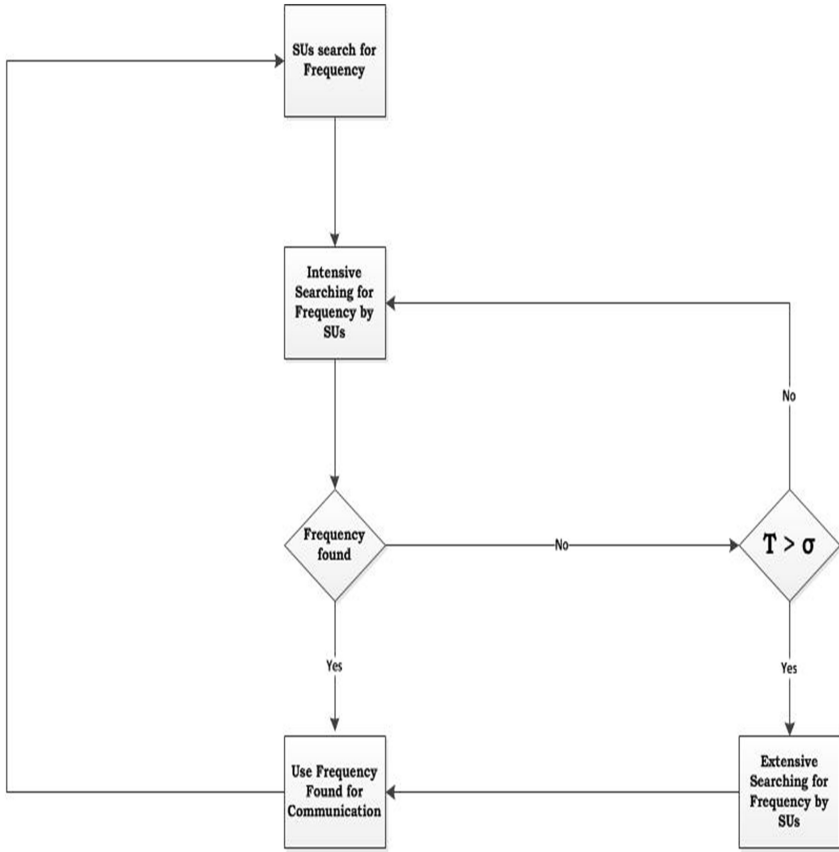 SUs search for
Frequency
Intensive
Searching for
Frequency by
SUs
No
Frequency
found
No
T > σ
Yes
Yes
Use Frequency
Found for
Communication
Extensive
Searching for
Frequency by
SUs